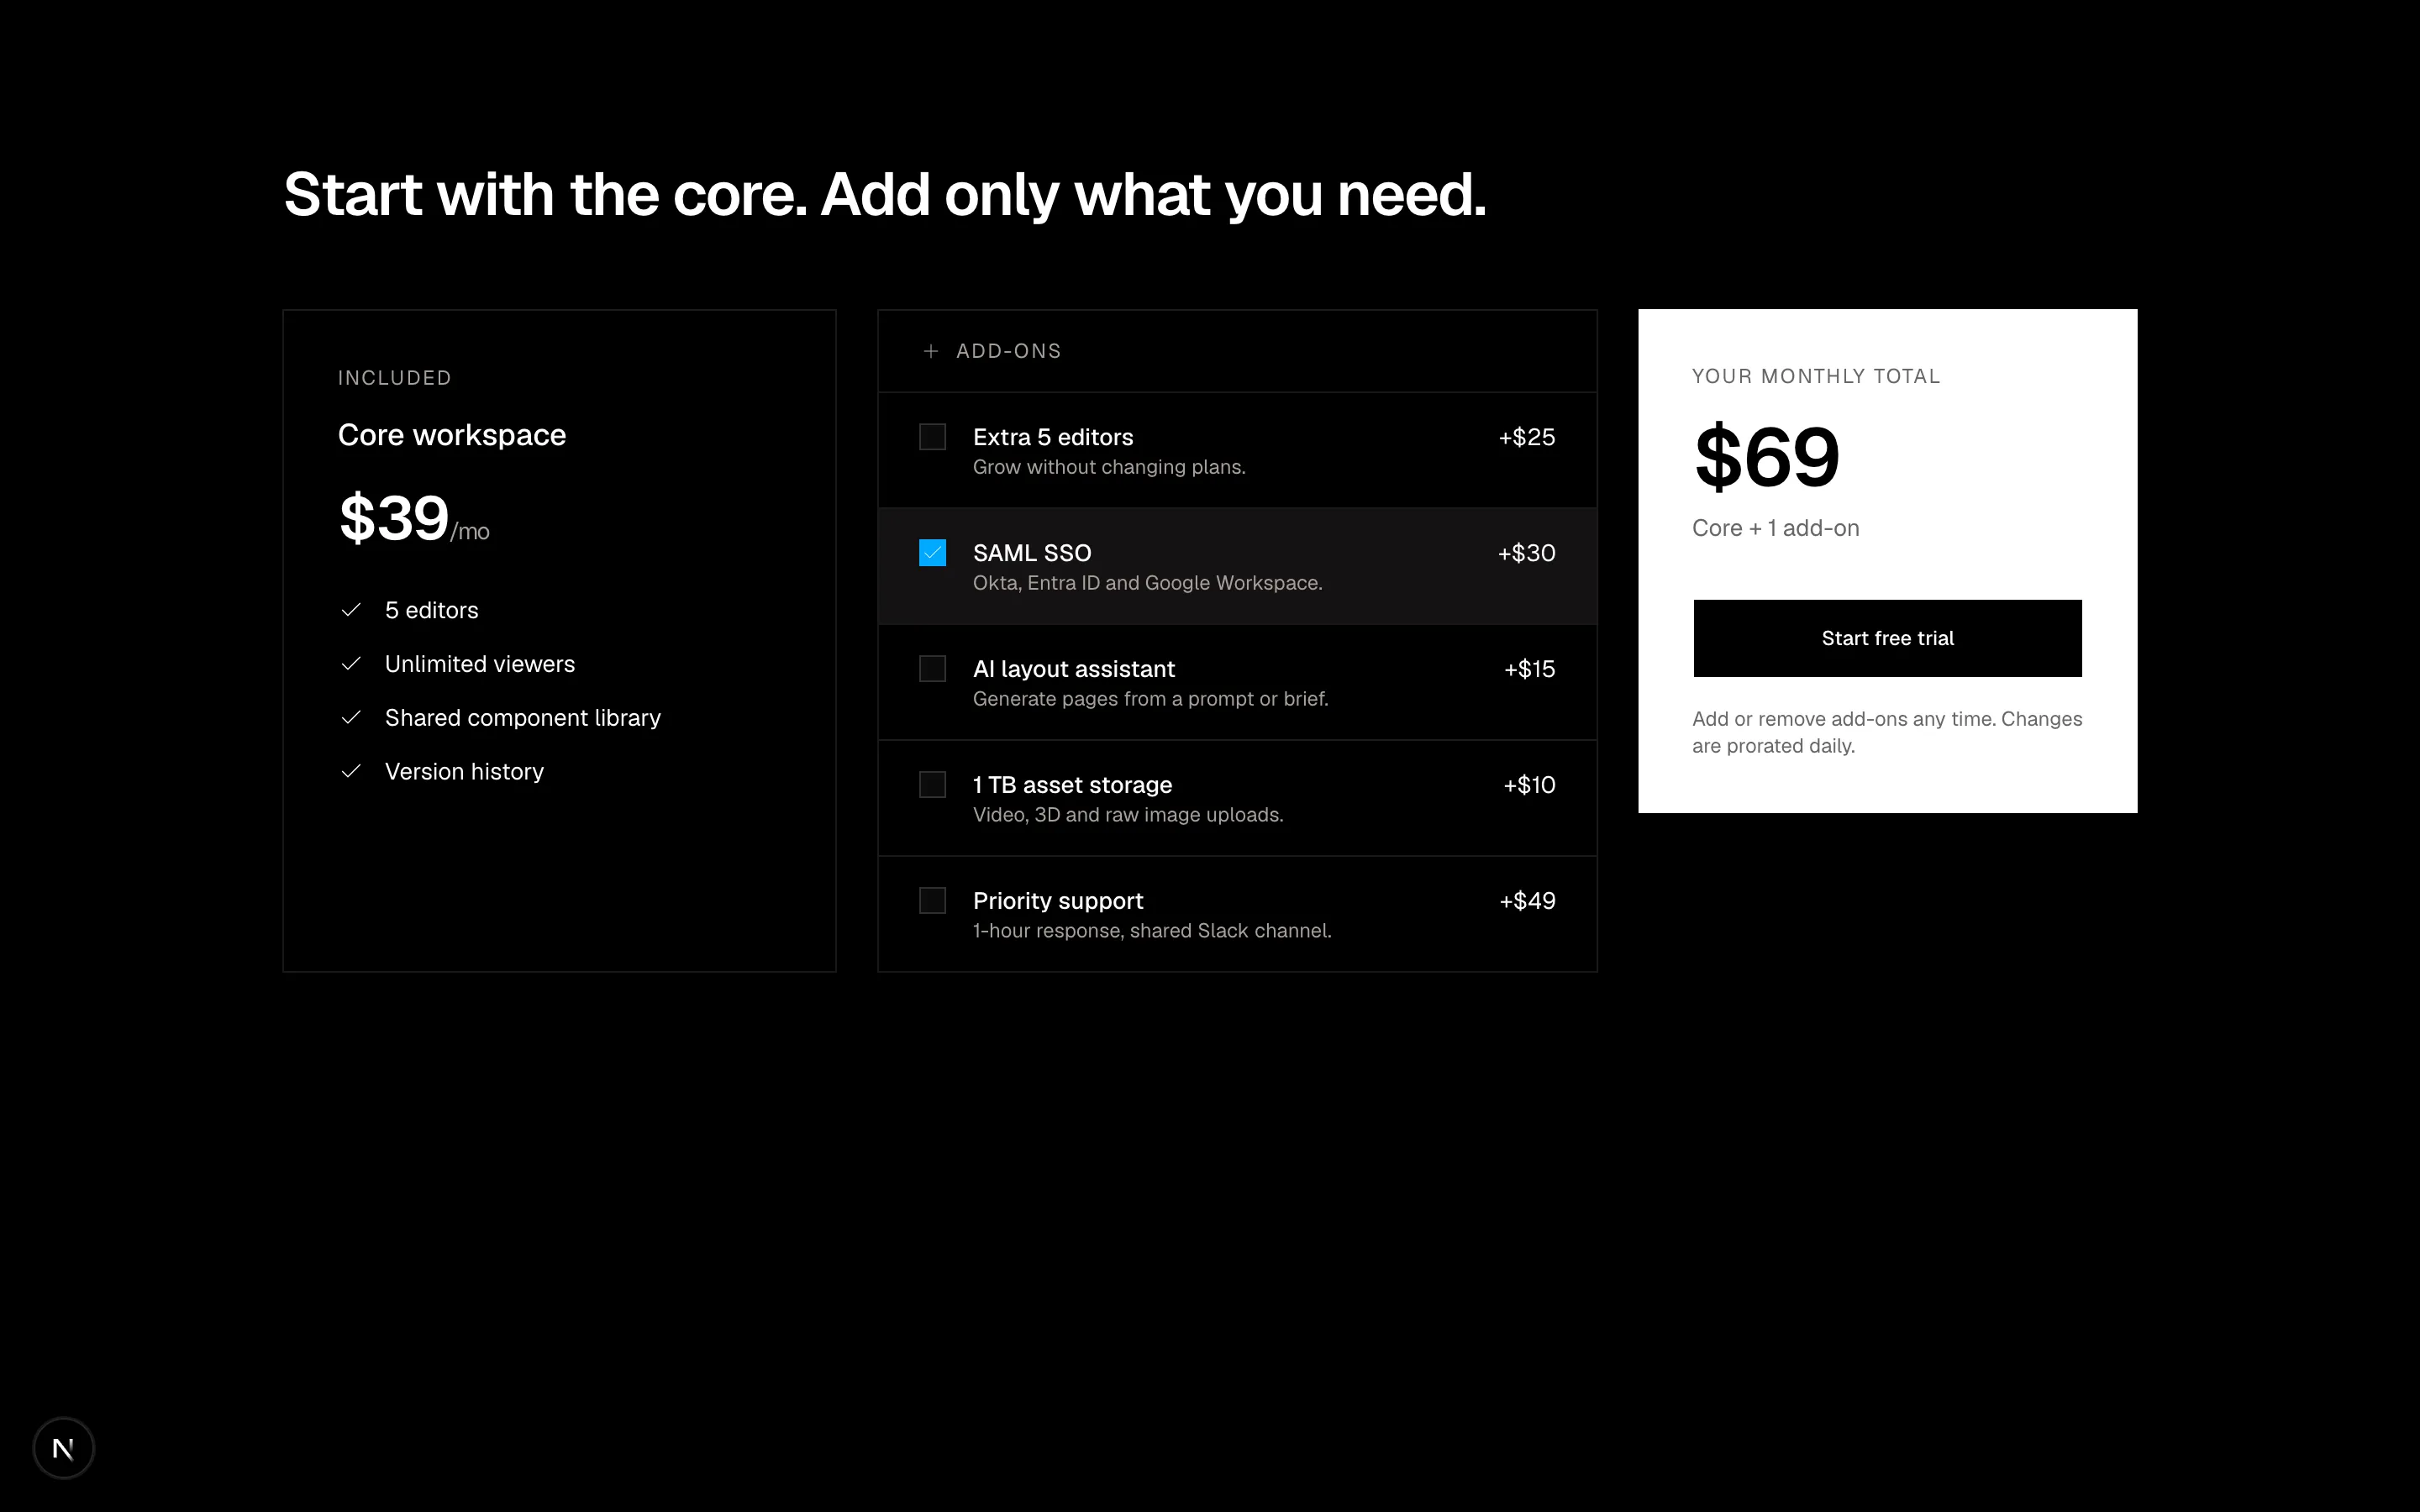 Start with the core. Add only what you need.
INCLUDED
Core workspace
$39/mo
5 editors
Unlimited viewers
Shared component library
Version history
ADD-ONS
Extra 5 editors
+$25
Grow without changing plans.
SAML SSO
+$30
Okta, Entra ID and Google Workspace.
AI layout assistant
+$15
Generate pages from a prompt or brief.
1 TB asset storage
+$10
Video, 3D and raw image uploads.
Priority support
+$49
1-hour response, shared Slack channel.
YOUR MONTHLY TOTAL
$69
Core + 1 add-on
Start free trial
Add or remove add-ons any time. Changes
are prorated daily.
N